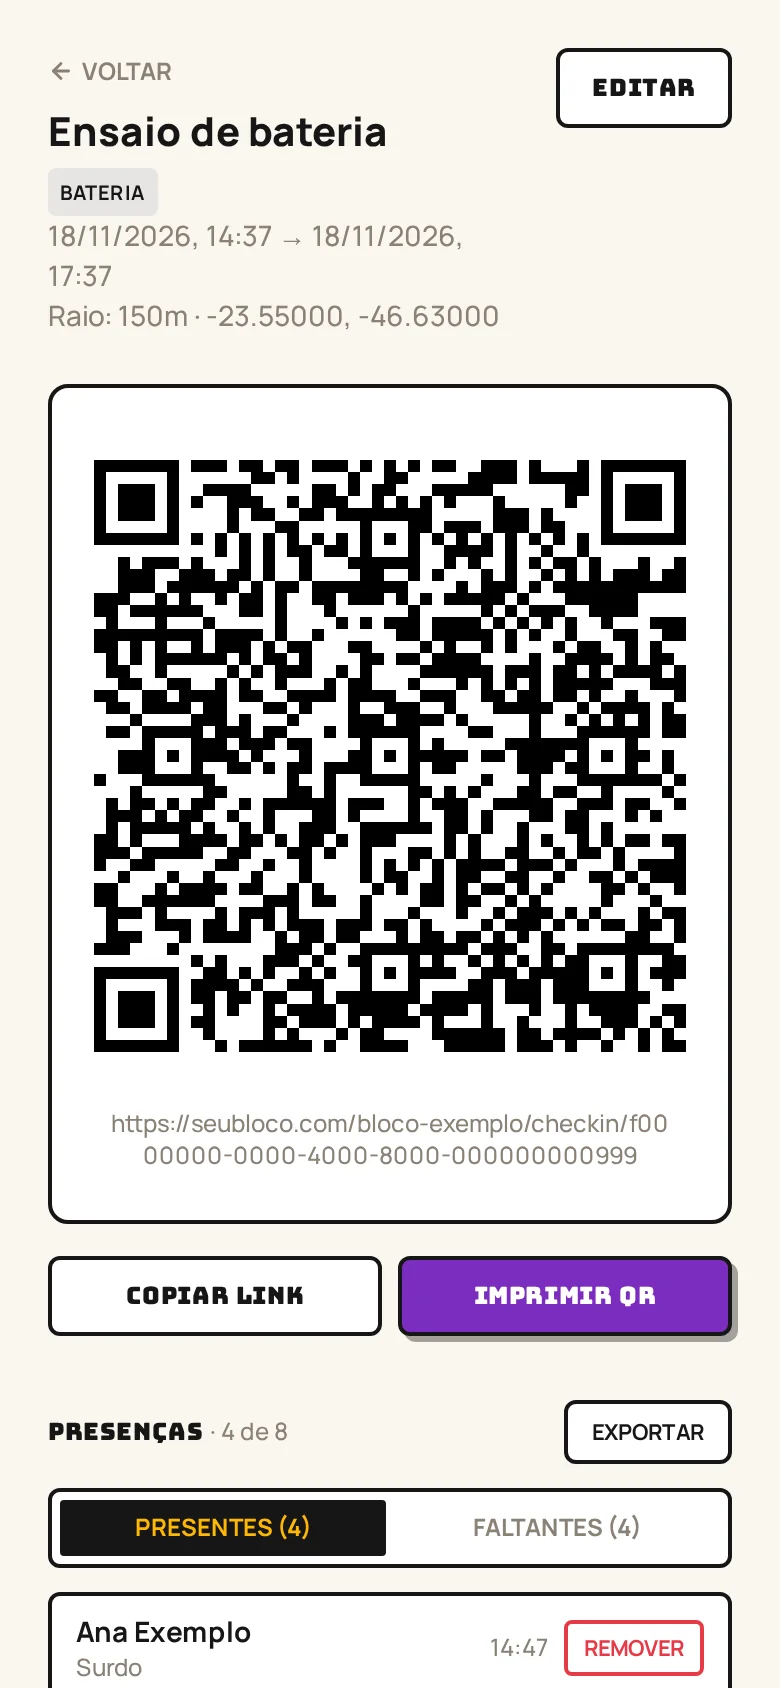 ← VOLTAR
EDITAR
Ensaio de bateria
BATERIA
18/11/2026, 14:37 → 18/11/2026,
17:37
Raio: 150m · -23.55000, -46.63000
https://seubloco.com/bloco-exemplo/checkin/f00
00000-0000-4000-8000-000000000999
COPIAR LINK
IMPRIMIR QR
PRESENÇAS · 4 de 8
EXPORTAR
PRESENTES (4)
FALTANTES (4)
Ana Exemplo
14:47
REMOVER
Surdo